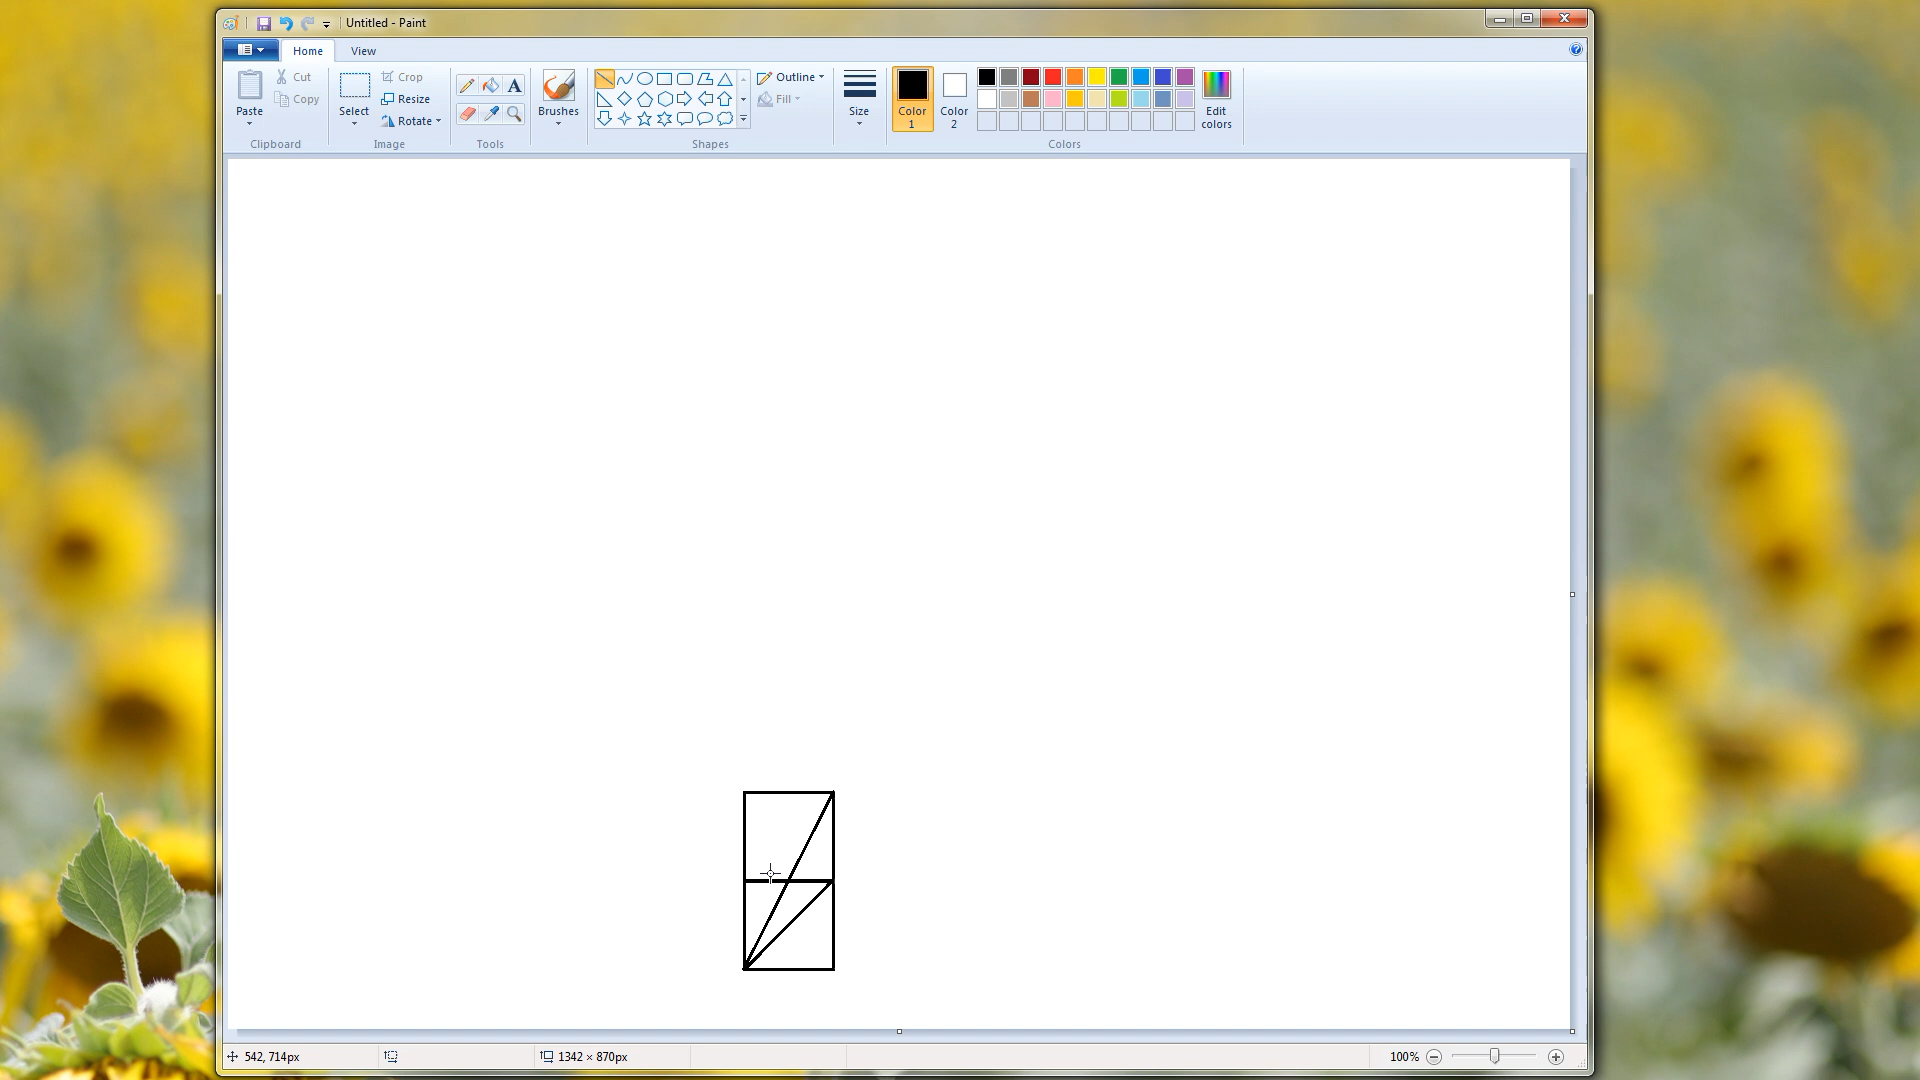 Untitled - Paint
Home View
Cut
Copy
Paste
Clipboard
Crop
Resize
Rotate
Select
Image
A
Tools
Brushes
Outline
Fill
Shapes
Size
Color 1
Color 2
Edit colors
Colors
542, 714px
1342 × 870px
100%